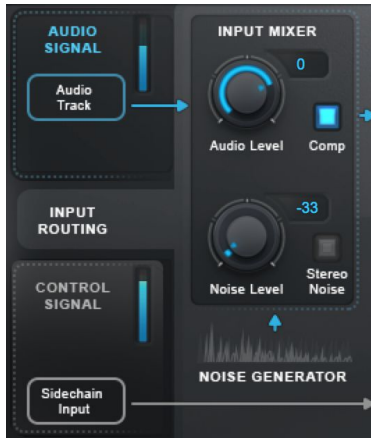 AUDIO
SIGNAL
Audio
Track
INPUT MIXER
0
Audio Level
Comp
INPUT
ROUTING
-33
Noise Level
Stereo
Noise
CONTROL
SIGNAL
NOISE GENERATOR
Sidechain
Input